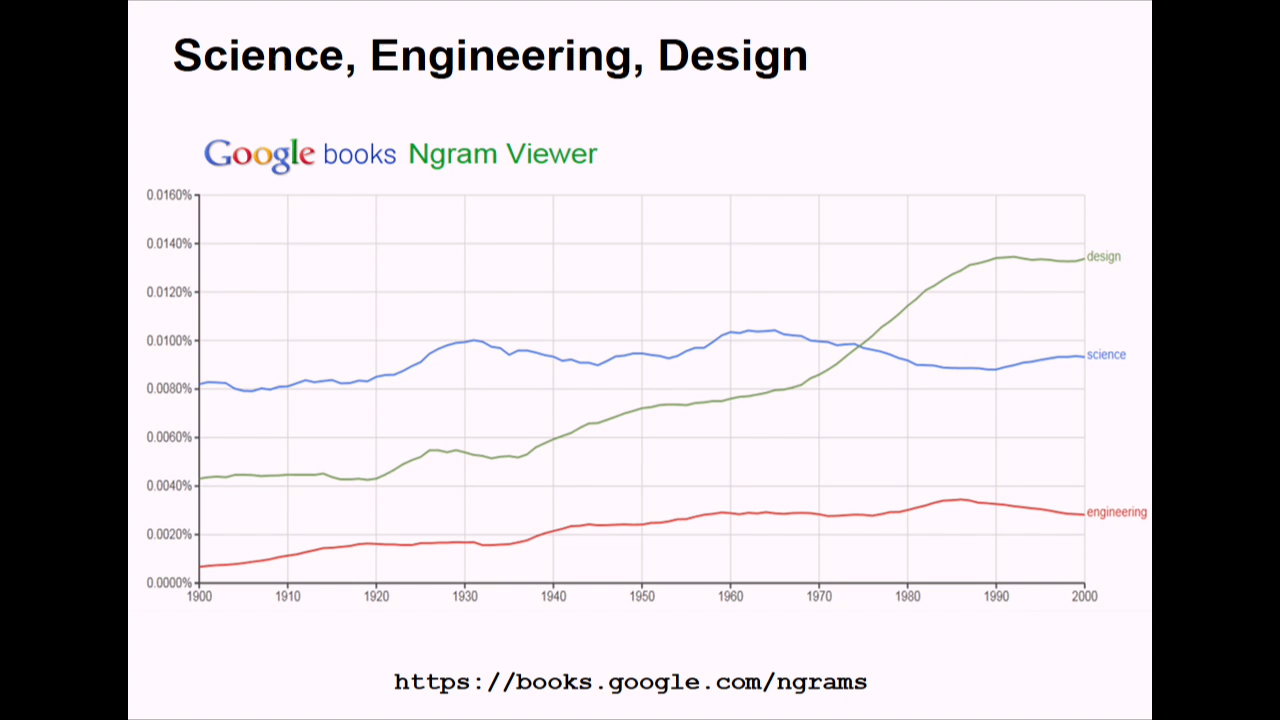 Science, Engineering, Design
Google books Ngram Viewer
0.0160%
0.0140%
0.0120%
0.0100%
0.0080%
0.0060%
0.0040%
0.0020%
0.0000%
design
science
engineering
1900 1910 1920 1930 1940 1950 1960 1970 1980 1990 2000
https://books.google.com/ngrams